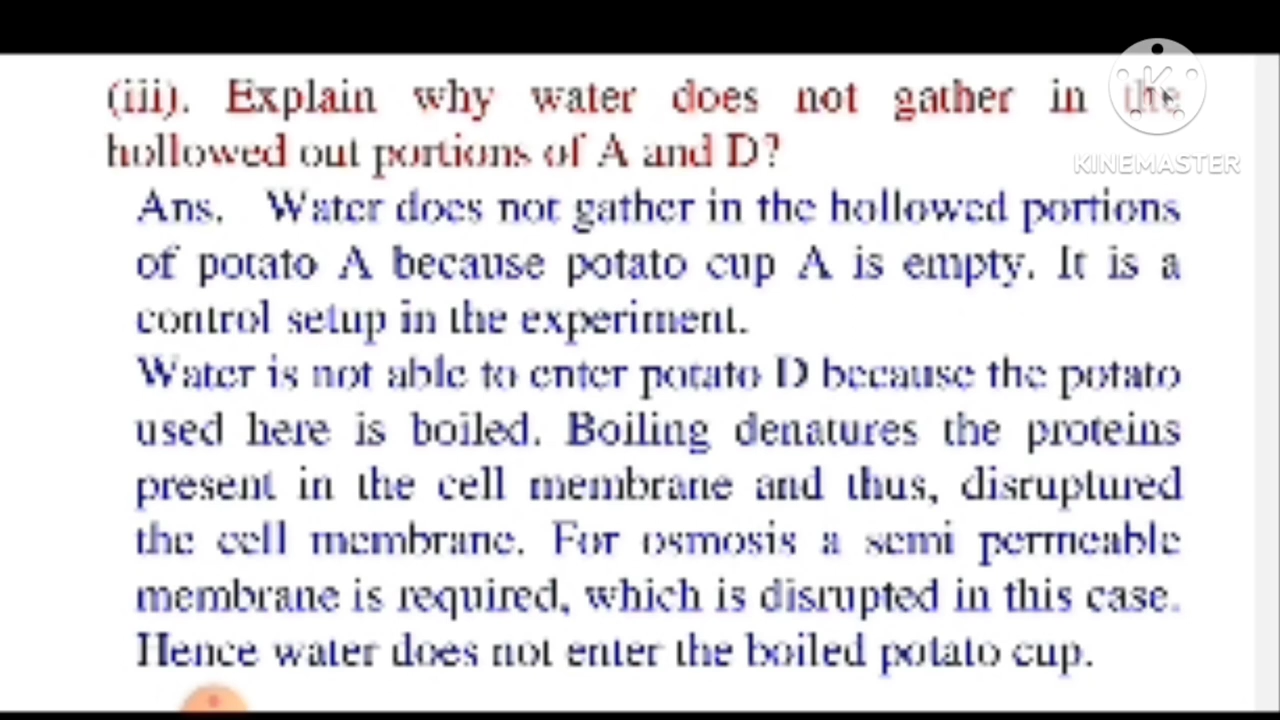 (iii). Explain why water does not gather in the
KINEMASTER
hollowed out portions of A and D?
Ans. Water does not gather in the hollowed portions
of potato A because potato cup A is empty. It is a
control setup in the experiment.
Water is not able to enter potato D because the potato
used here is boiled. Boiling denatures the proteins
present in the cell membrane and thus, disruptured
the cell membrane. For osmosis a semi permeable
membrane is required, which is disrupted in this case.
Hence water does not enter the boiled potato cup.